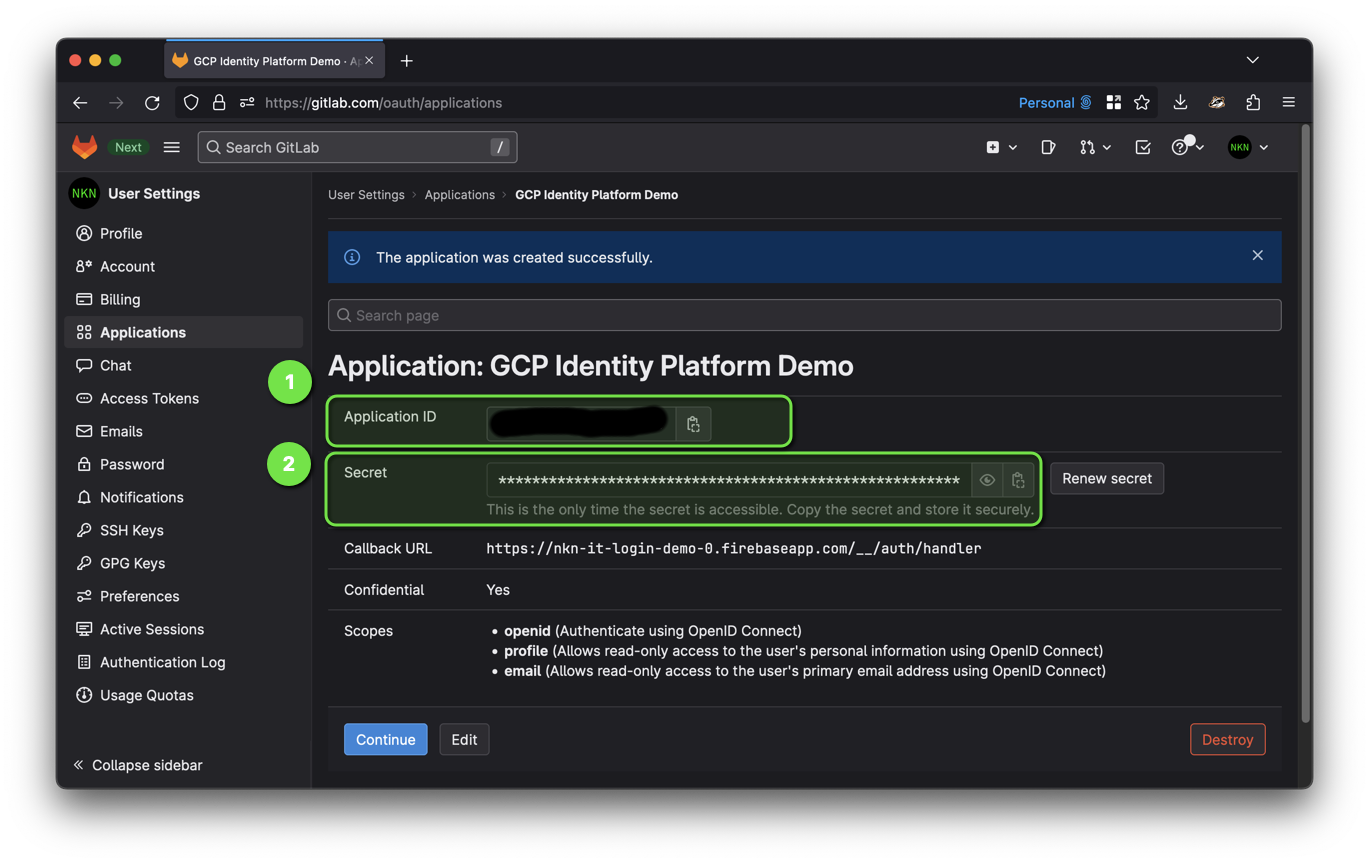 GCP Identity Platform Demo · Ap
https://gitlab.com/oauth/applications
Personal
Next
Search GitLab
/
NKN
NKN
User Settings
Profile
Account
Billing
Applications
Chat
Access Tokens
Emails
Password
Notifications
SSH Keys
GPG Keys
Preferences
Active Sessions
Authentication Log
Usage Quotas
Collapse sidebar
User Settings › Applications › GCP Identity Platform Demo
The application was created successfully.
Search page
Application: GCP Identity Platform Demo
1
Application ID
2
Secret
*******************************************************
Renew secret
This is the only time the secret is accessible. Copy the secret and store it securely.
Callback URL
https://nkn-it-login-demo-0.firebaseapp.com/__/auth/handler
Confidential
Yes
Scopes
• openid (Authenticate using OpenID Connect)
• profile (Allows read-only access to the user's personal information using OpenID Connect)
• email (Allows read-only access to the user's primary email address using OpenID Connect)
Continue
Edit
Destroy